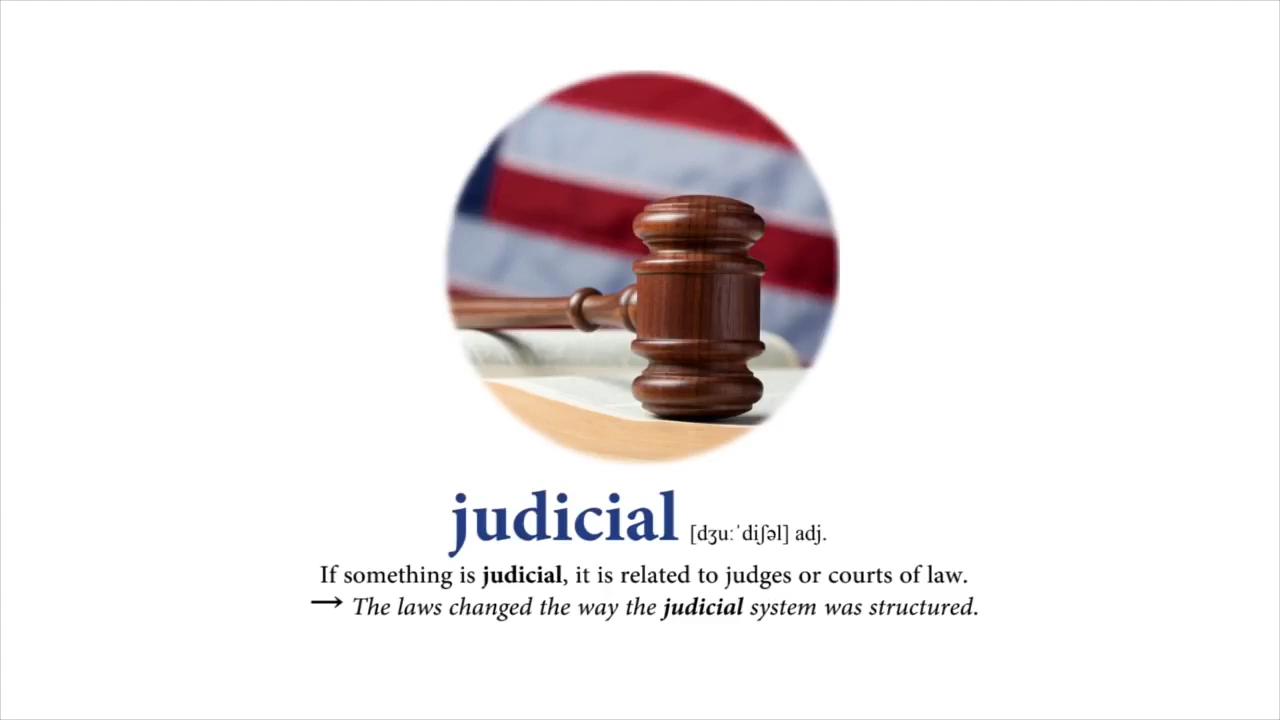 judicial [dʒuːˈdiʃəl] adj.
If something is judicial, it is related to judges or courts of law.
→ The laws changed the way the judicial system was structured.